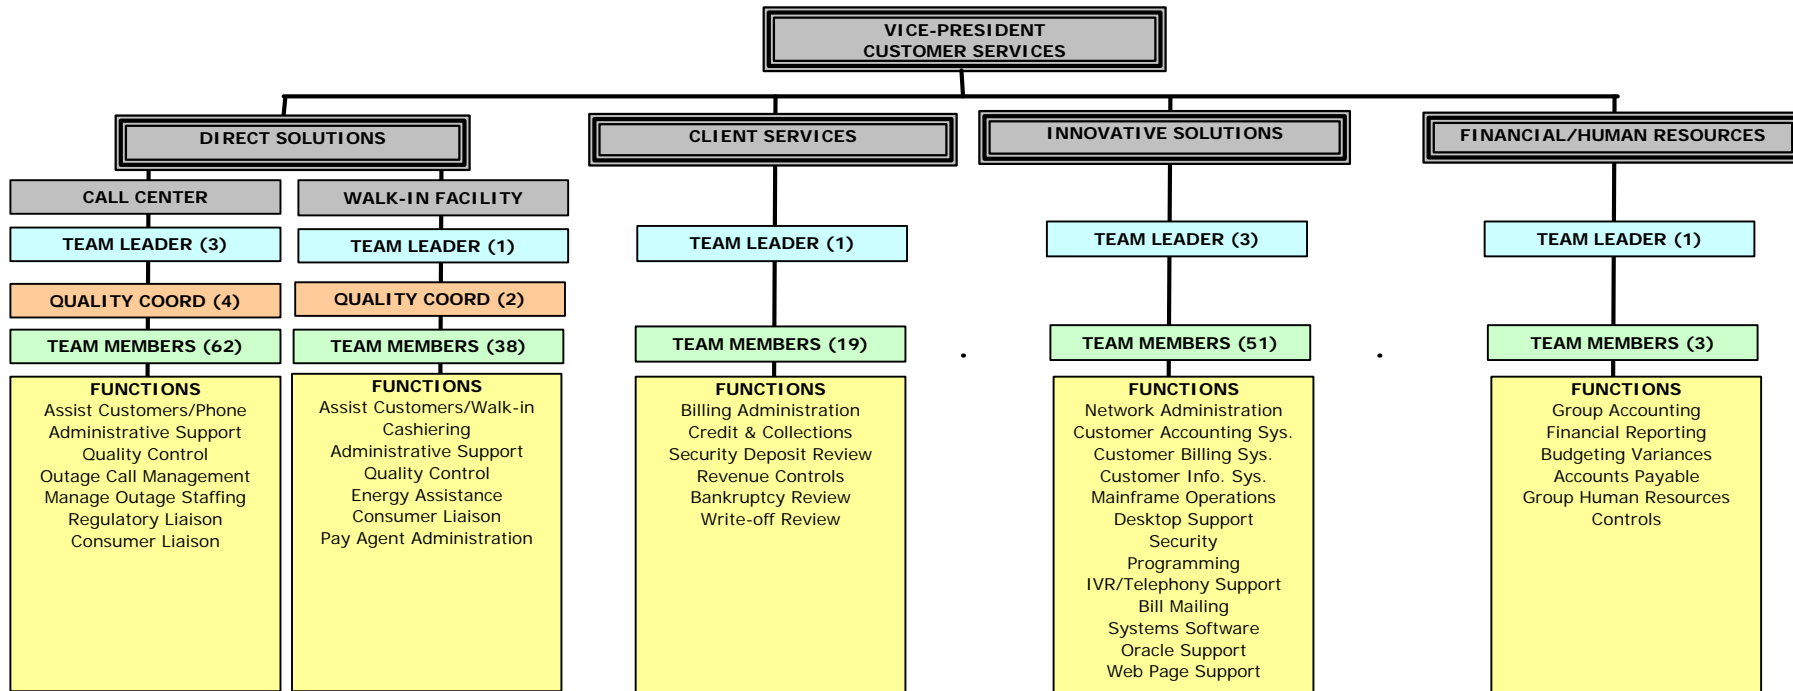 VICE-PRESIDENT
CUSTOMER SERVICES
DIRECT SOLUTIONS
CLIENT SERVICES
INNOVATIVE SOLUTIONS
FINANCIAL/HUMAN RESOURCES
CALL CENTER
WALK-IN FACILITY
TEAM LEADER (3)
TEAM LEADER (1)
TEAM LEADER (1)
TEAM LEADER (3)
TEAM LEADER (1)
QUALITY COORD (4)
QUALITY COORD (2)
TEAM MEMBERS (62)
TEAM MEMBERS (38)
TEAM MEMBERS (19)
.
TEAM MEMBERS (51)
.
TEAM MEMBERS (3)
FUNCTIONS
Assist Customers/Phone
Administrative Support
Quality Control
Outage Call Management
Manage Outage Staffing
Regulatory Liaison
Consumer Liaison
FUNCTIONS
Assist Customers/Walk-in
Cashiering
Administrative Support
Quality Control
Energy Assistance
Consumer Liaison
Pay Agent Administration
FUNCTIONS
Billing Administration
Credit & Collections
Security Deposit Review
Revenue Controls
Bankruptcy Review
Write-off Review
FUNCTIONS
Network Administration
Customer Accounting Sys.
Customer Billing Sys.
Customer Info. Sys.
Mainframe Operations
Desktop Support
Security
Programming
IVR/Telephony Support
Bill Mailing
Systems Software
Oracle Support
Web Page Support
FUNCTIONS
Group Accounting
Financial Reporting
Budgeting Variances
Accounts Payable
Group Human Resources
Controls